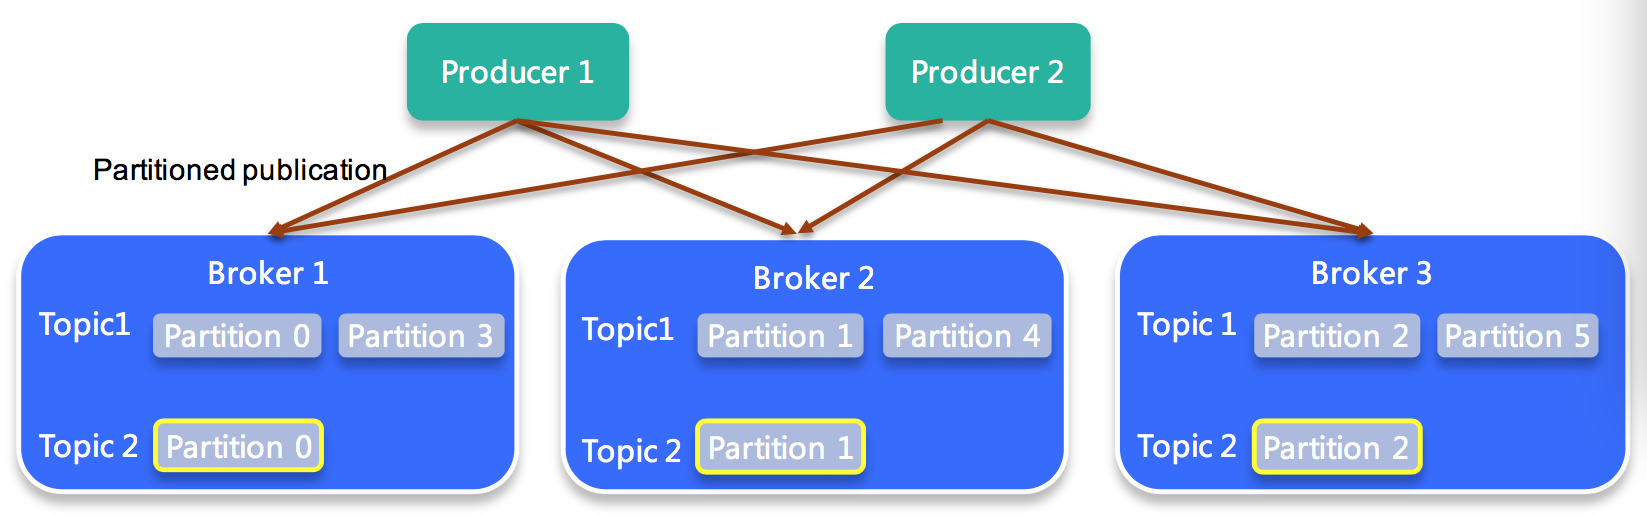 Producer 1
Producer 2
Partitioned publication
Broker 1
Topic1
Partition 0
Partition 3
Topic 2
Partition 0
Broker 2
Topic1
Partition 1
Partition 4
Topic 2
Partition 1
Broker 3
Topic 1
Partition 2
Partition 5
Topic 2
Partition 2